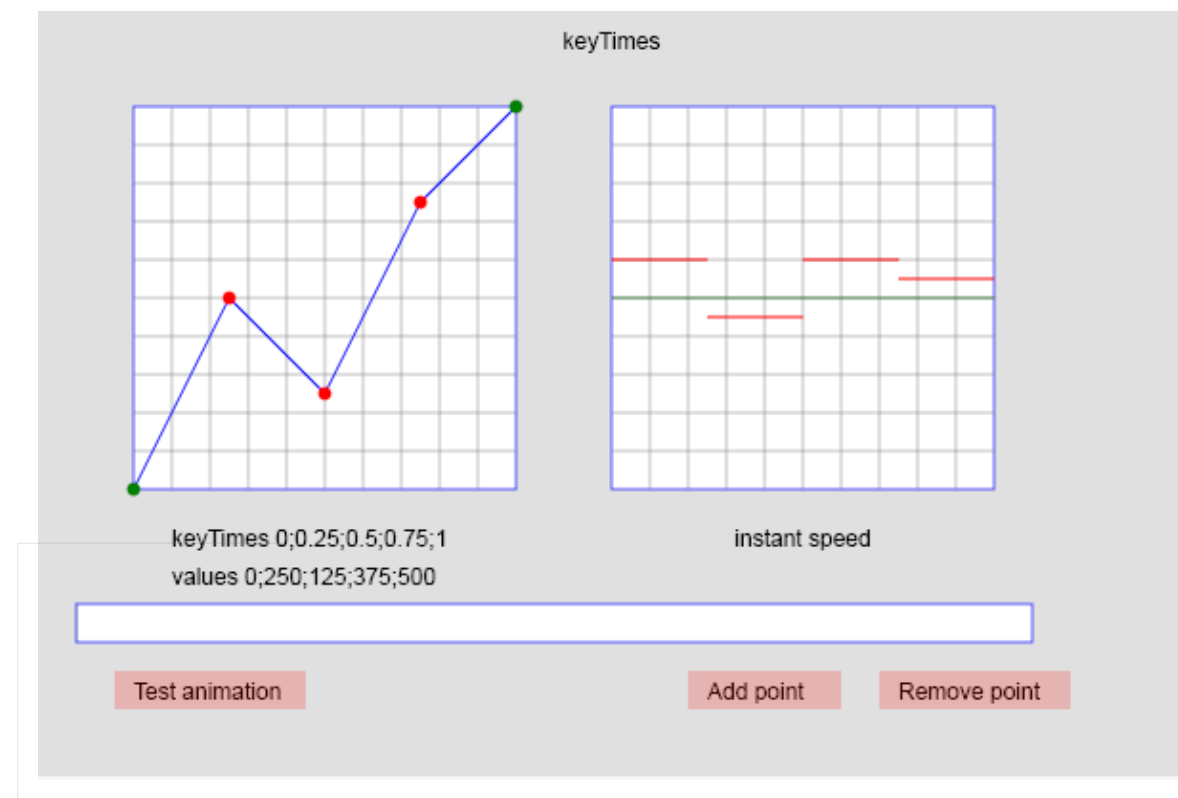 keyTimes
keyTimes 0;0.25;0.5;0.75;1
instant speed
values 0;250;125;375;500
Test animation
Add point
Remove point